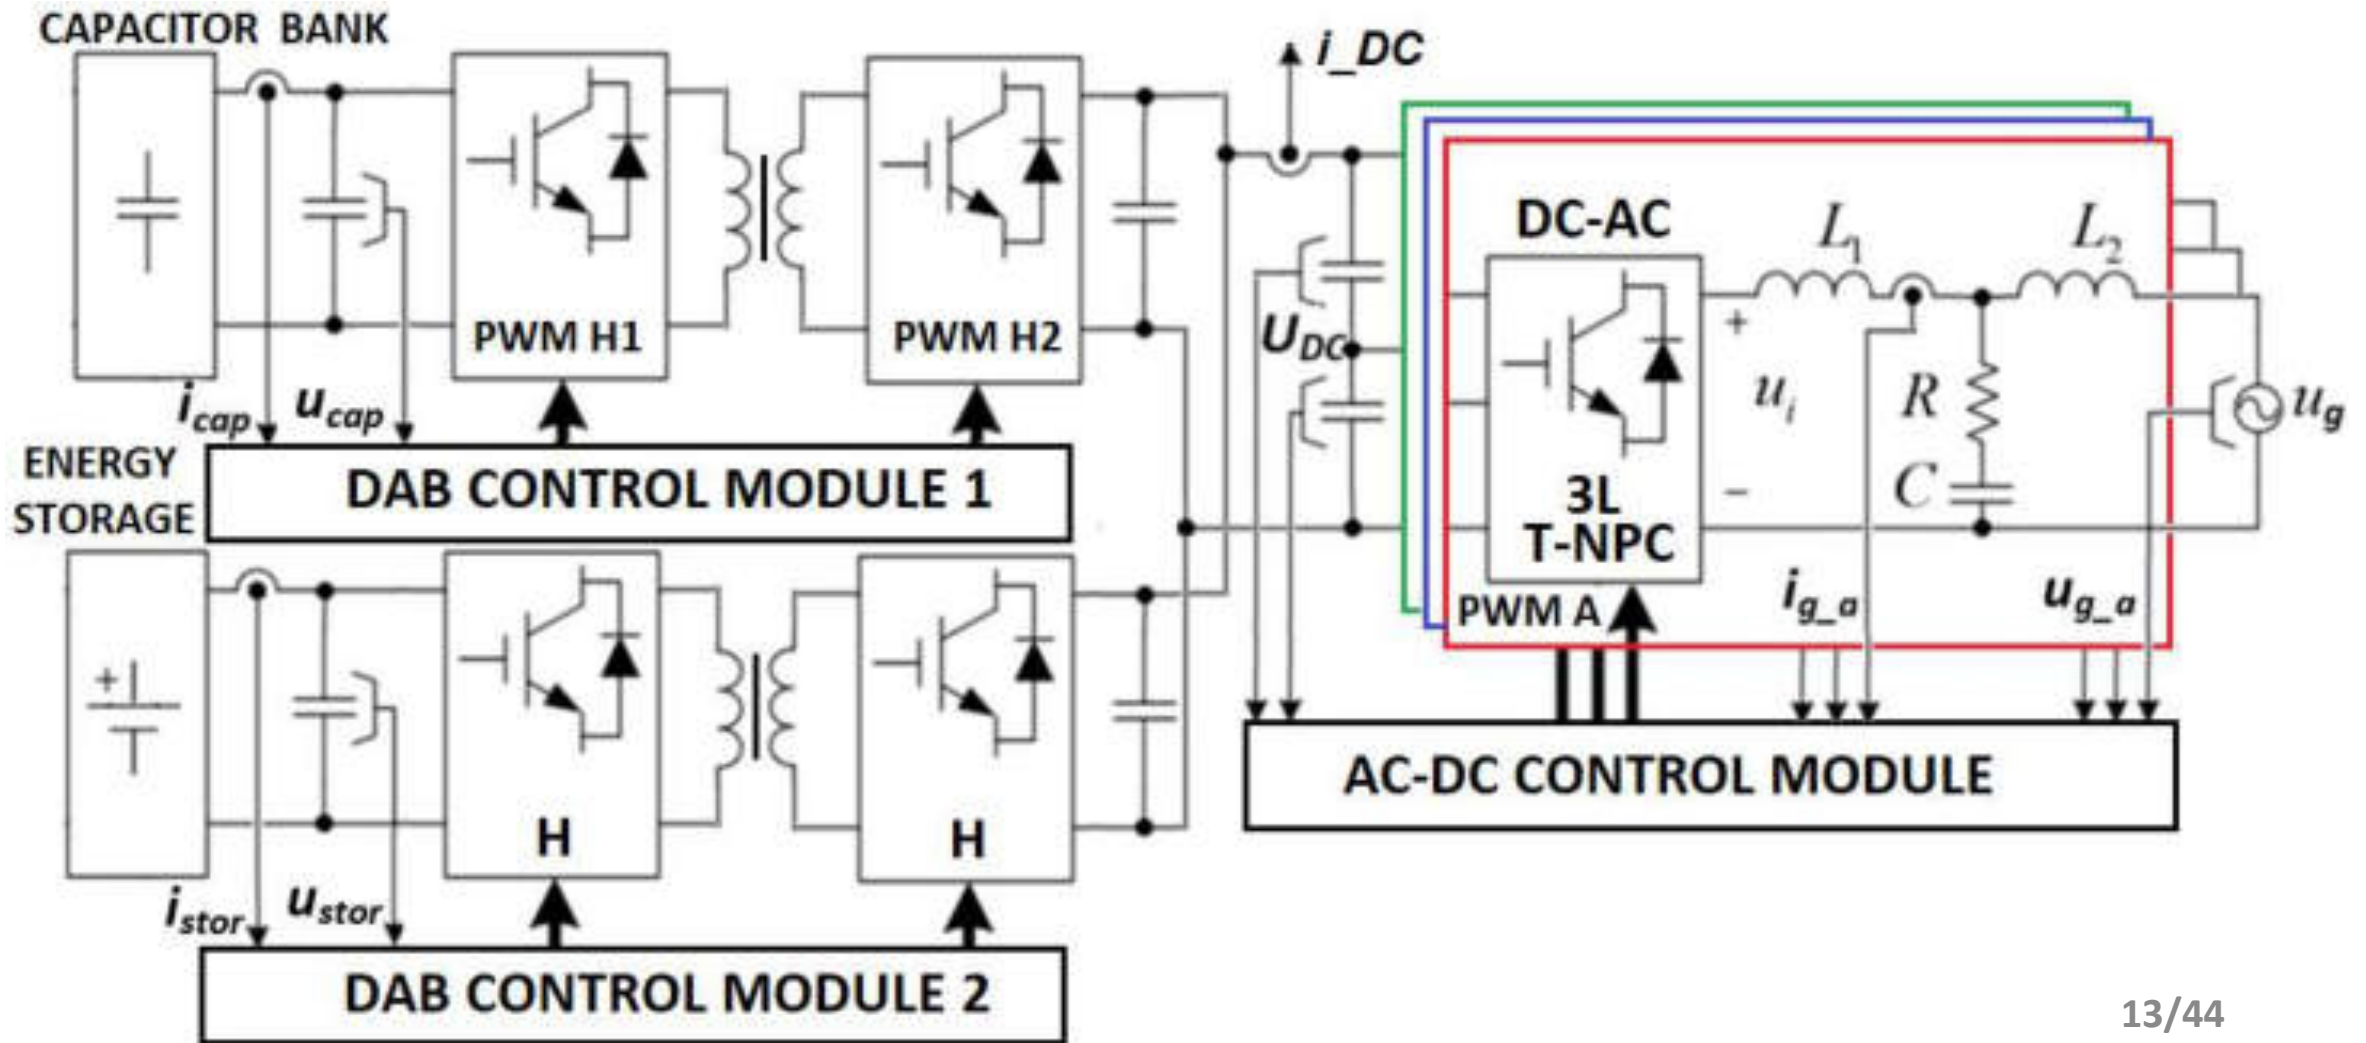 CAPACITOR BANK
i_DC
DC-AC
L1
L2
PWM H1
PWM H2
UDC
+
ui
R
ug
icap
ucap
ENERGY
STORAGE
DAB CONTROL MODULE 1
C
−
3L
T-NPC
PWM A
ig_a
ug_a
+
H
H
AC-DC CONTROL MODULE
istor
ustor
DAB CONTROL MODULE 2
13/44